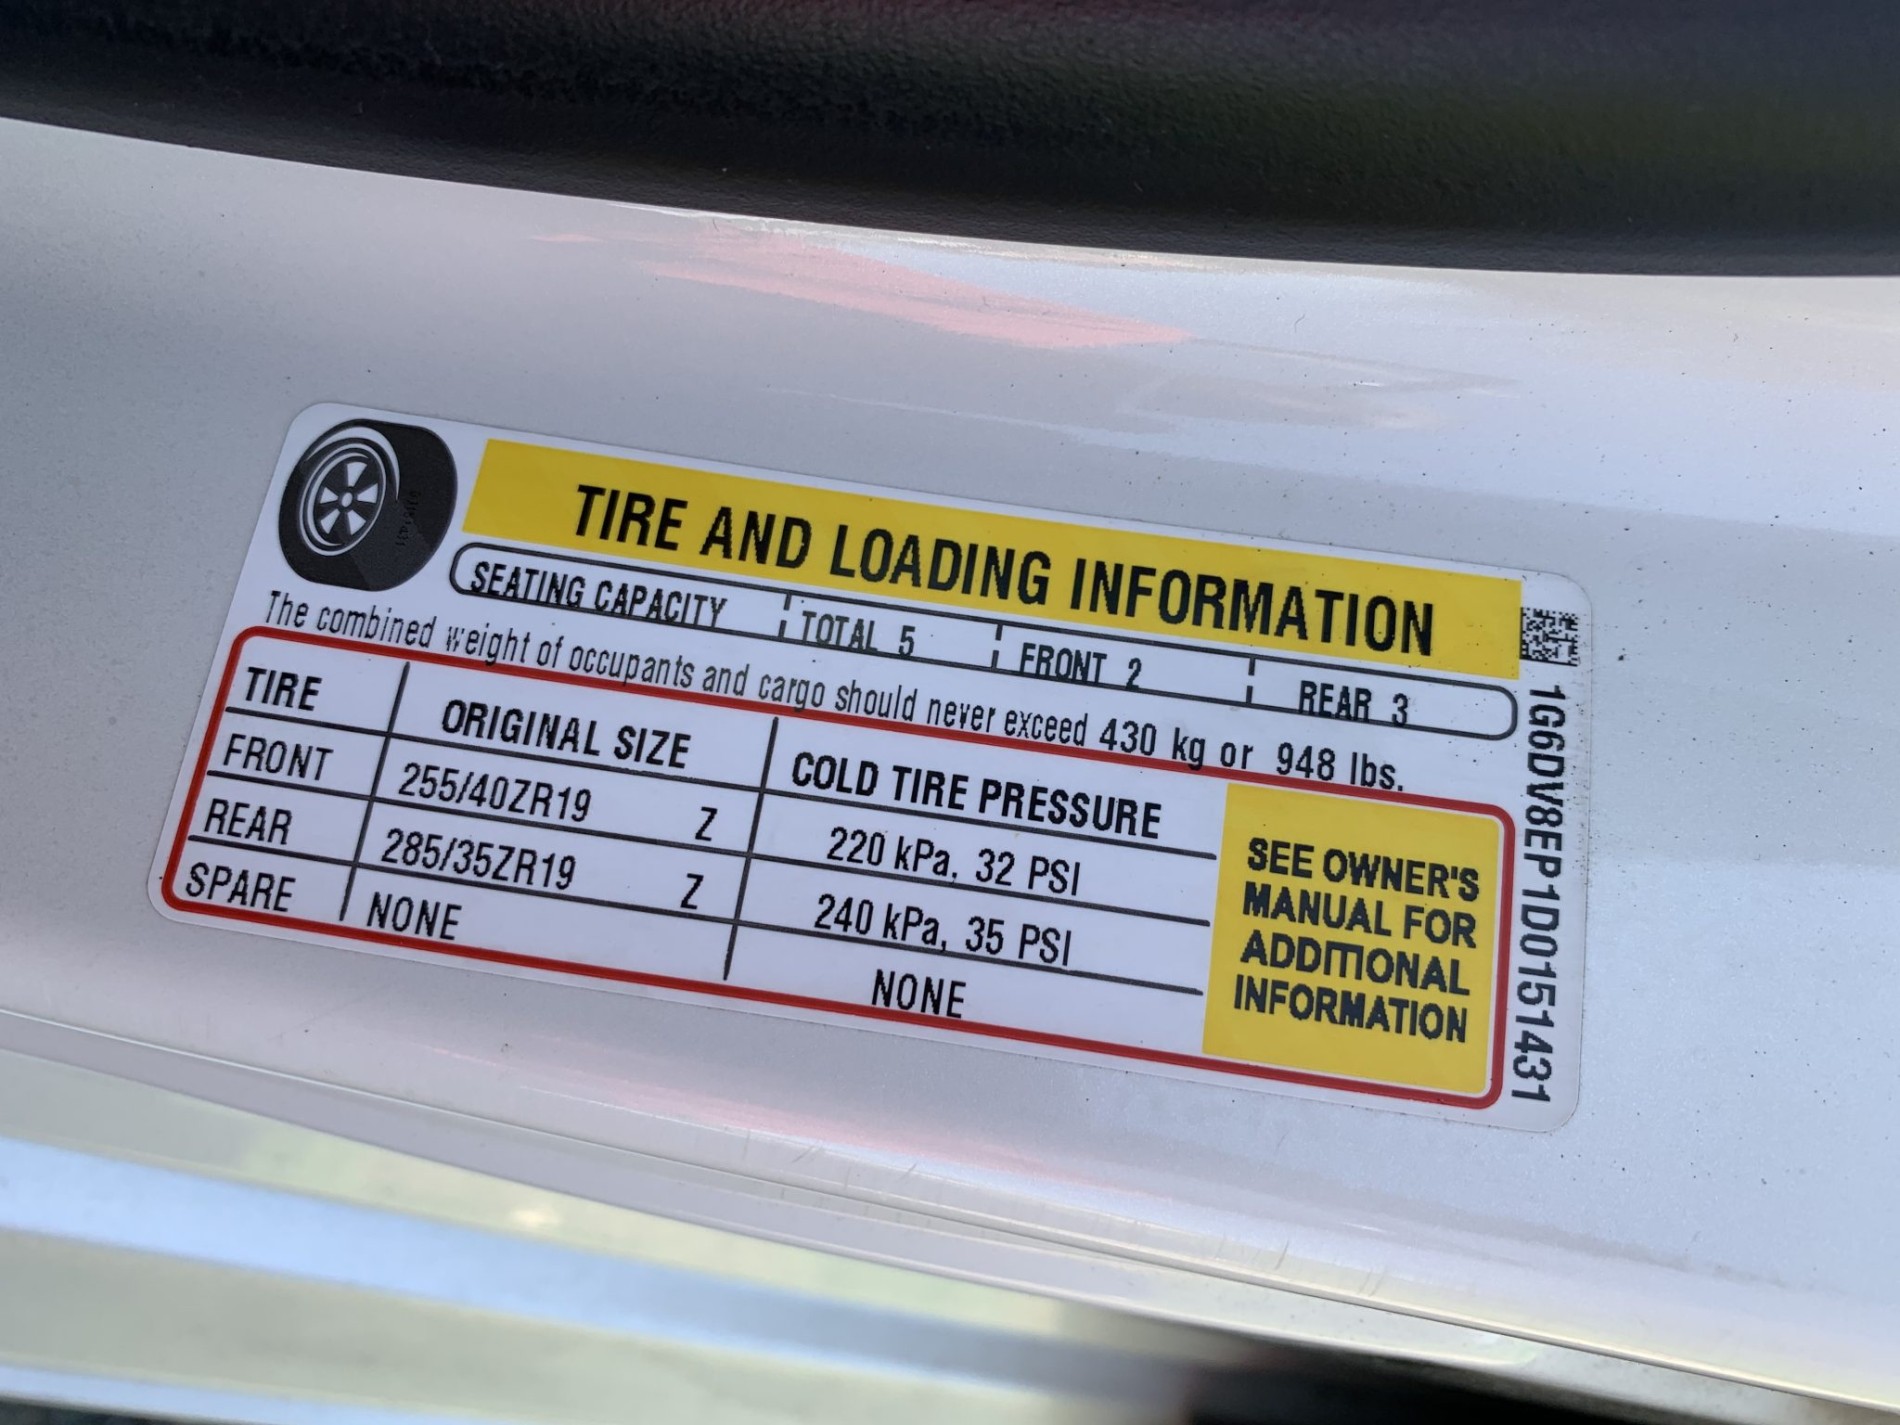 TIRE AND LOADING INFORMATION
SEATING CAPACITY TOTAL 5 FRONT 2 REAR 3
The combined weight of occupants and cargo should never exceed 430 kg or 948 lbs.
TIRE ORIGINAL SIZE COLD TIRE PRESSURE
FRONT 255/40ZR19 Z 220 kPa, 32 PSI
REAR 285/35ZR19 Z 240 kPa, 35 PSI
SPARE NONE NONE
SEE OWNER'S
MANUAL FOR
ADDITIONAL
INFORMATION
1G6DV8EP1D0151431